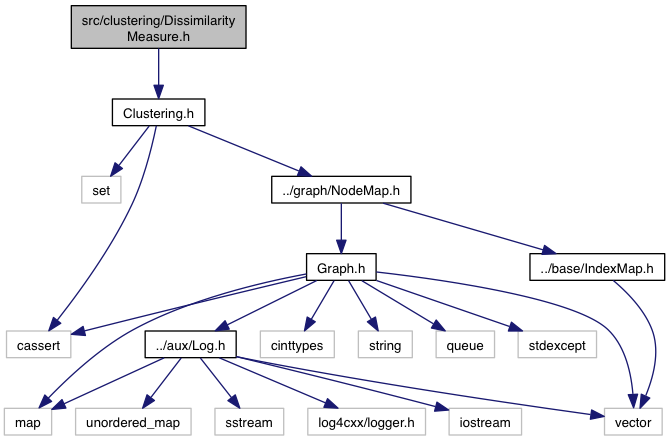 src/clustering/Dissimilarity
Measure.h
Clustering.h
set
../graph/NodeMap.h
Graph.h
../base/IndexMap.h
cassert
../aux/Log.h
cinttypes
string
queue
stdexcept
map
unordered_map
sstream
log4cxx/logger.h
iostream
vector